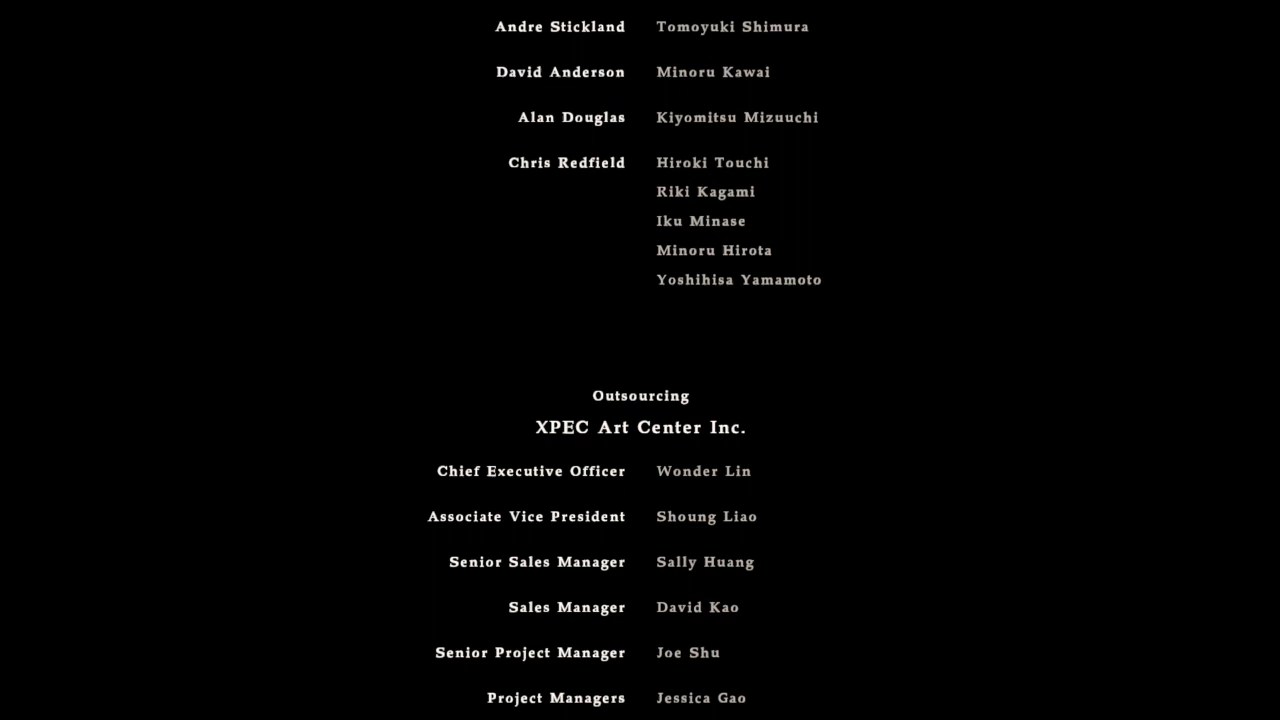 Andre Stickland Tomoyuki Shimura
David Anderson Minoru Kawai
Alan Douglas Kiyomitsu Mizuuchi
Chris Redfield Hiroki Touchi
Riki Kagami
Iku Minase
Minoru Hirota
Yoshihisa Yamamoto
Outsourcing
XPEC Art Center Inc.
Chief Executive Officer Wonder Lin
Associate Vice President Shoung Liao
Senior Sales Manager Sally Huang
Sales Manager David Kao
Senior Project Manager Joe Shu
Project Managers Jessica Gao